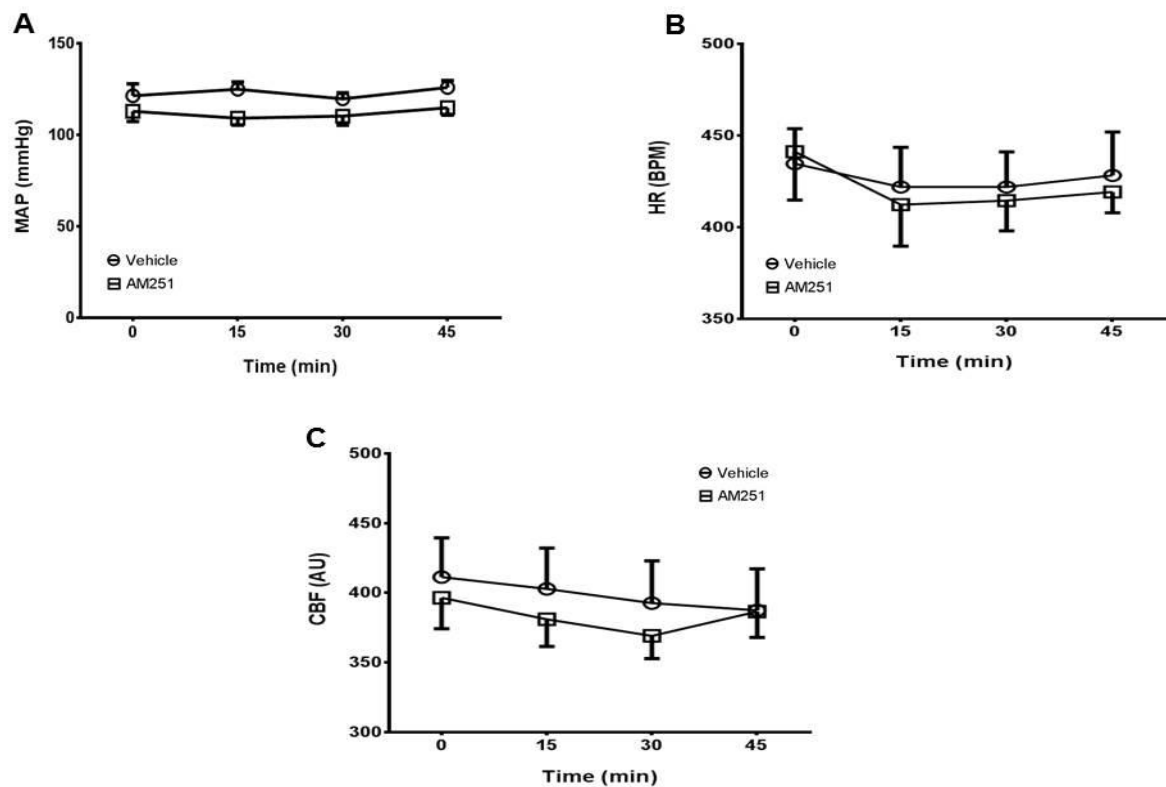 A
MAP (mmHg)
150
100
50
0
Vehicle
AM251
0 15 30 45
Time (min)
B
HR (BPM)
500
450
400
350
Vehicle
AM251
0 15 30 45
Time (min)
C
CBF (AU)
500
450
400
350
300
Vehicle
AM251
0 15 30 45
Time (min)